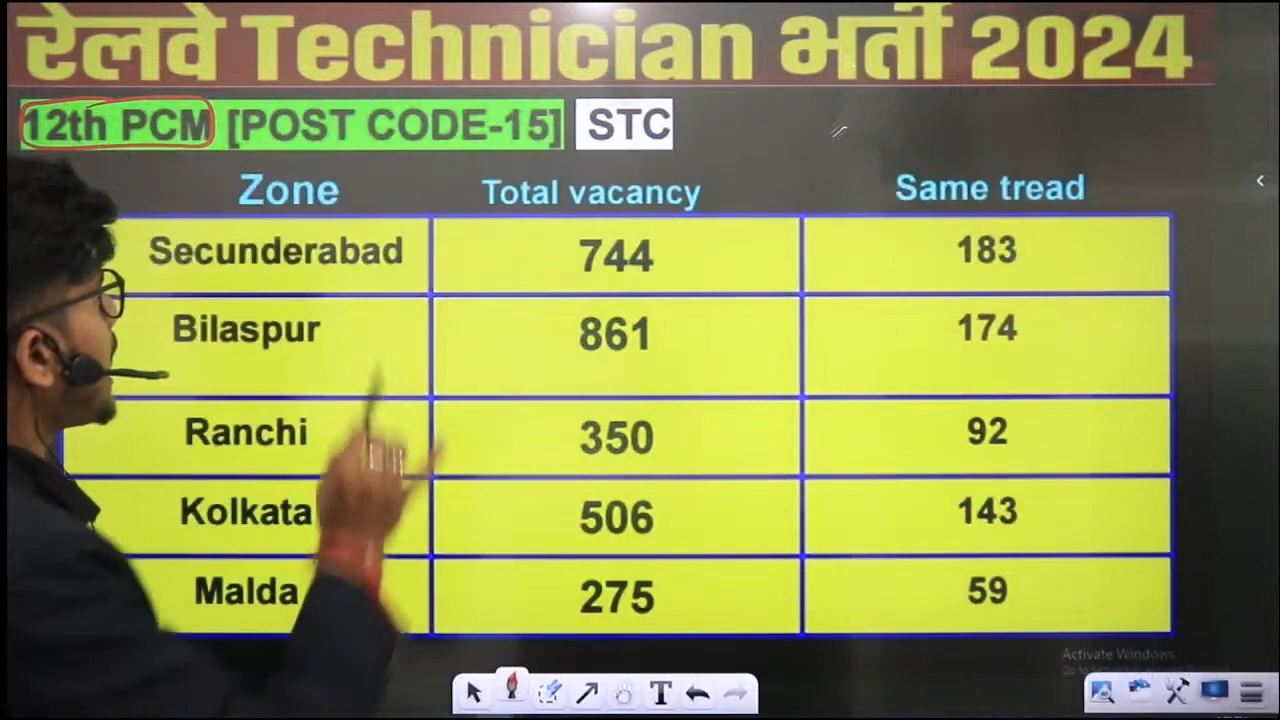 रेलवे Technician भर्ती 2024
12th PCM [POST CODE-15] STC
Zone Total vacancy Same tread
Secunderabad 744 183
Bilaspur 861 174
Ranchi 350 92
Kolkata 506 143
Malda 275 59
Activate Windows